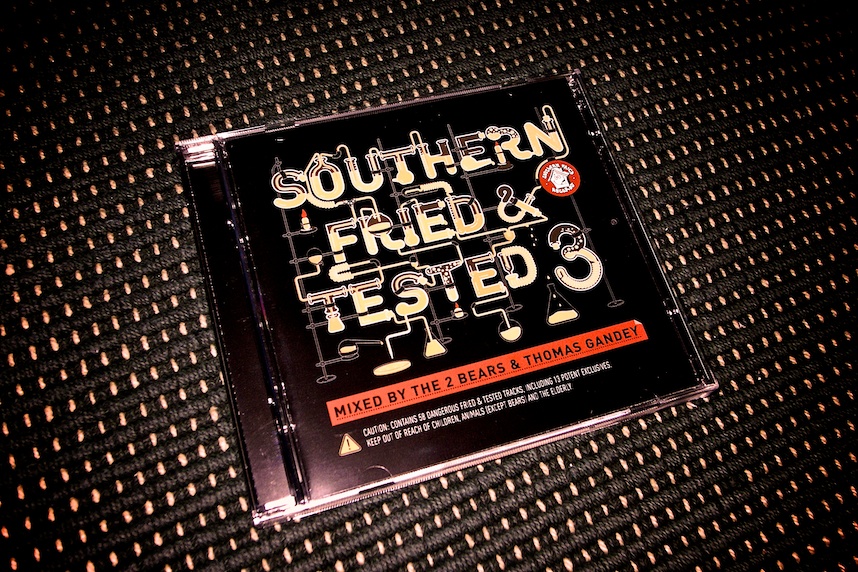 SOUTHERN
FRIED &
TESTED 3
MIXED BY THE 2 BEARS & THOMAS GANDEY
CAUTION: CONTAINS 58 DANGEROUS FRIED & TESTED TRACKS, INCLUDING 13 POTENT EXCLUSIVES.
KEEP OUT OF REACH OF CHILDREN, ANIMALS (EXCEPT BEARS) AND THE ELDERLY.